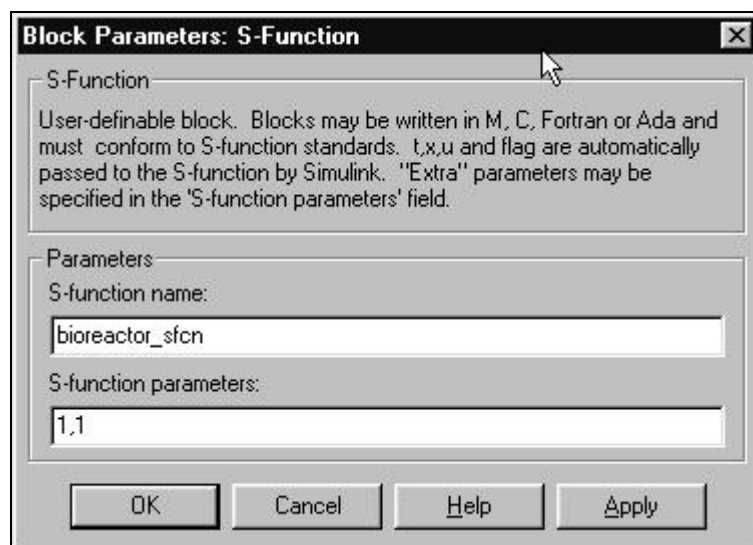 Block Parameters: S-Function
S-Function
User-definable block. Blocks may be written in M, C, Fortran or Ada and
must conform to S-function standards. t,x,u and flag are automatically
passed to the S-function by Simulink. "Extra" parameters may be
specified in the 'S-function parameters' field.
Parameters
S-function name:
bioreactor_sfcn
S-function parameters:
1,1
OK Cancel Help Apply